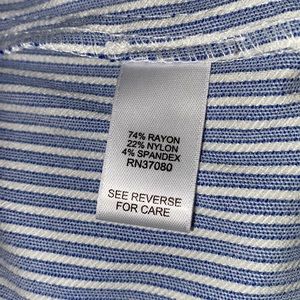 74% RAYON
22% NYLON
4% SPANDEX
RN37080
SEE REVERSE
FOR CARE